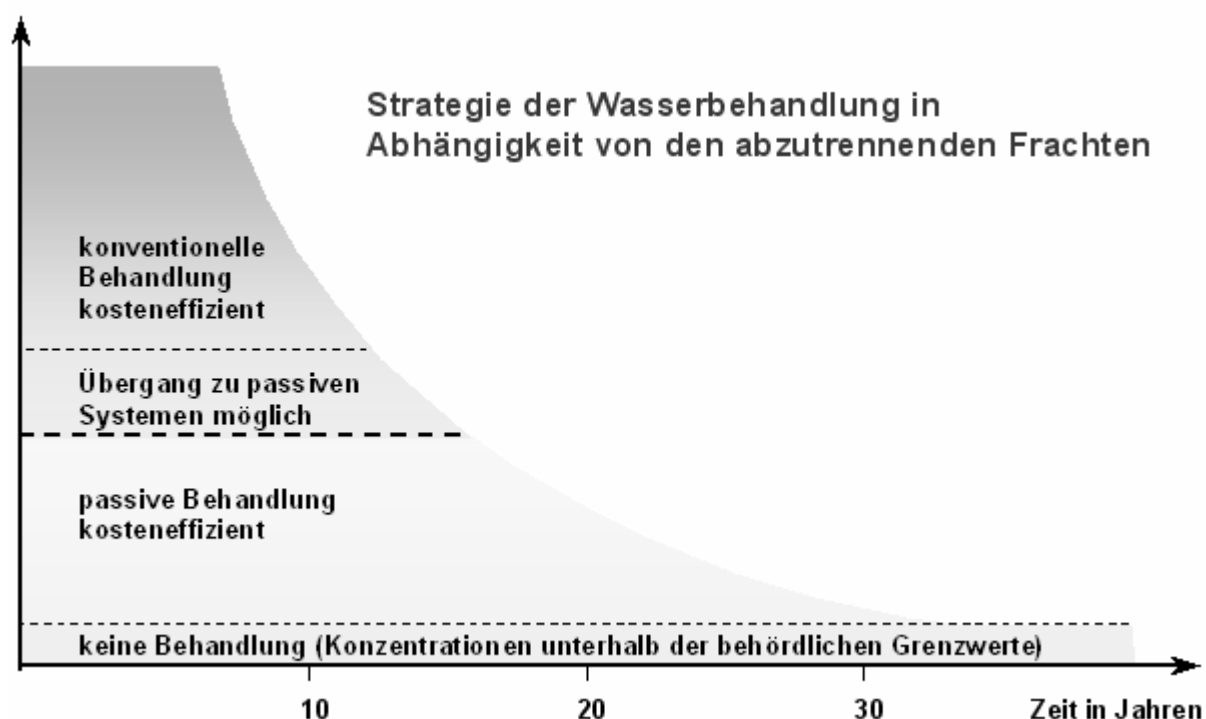 Strategie der Wasserbehandlung in
Abhängigkeit von den abzutrennenden Frachten
konventionelle
Behandlung
kosteneffizient
Übergang zu passiven
Systemen möglich
passive Behandlung
kosteneffizient
keine Behandlung (Konzentrationen unterhalb der behördlichen Grenzwerte)
10 20 30 Zeit in Jahren